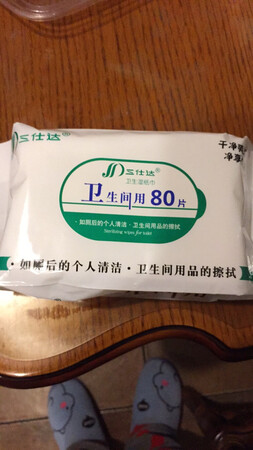 三仕达®
干净
净
三仕达®
卫生湿纸巾
卫生间用80片
·如厕后的个人清洁·卫生间用品的擦拭
Sterilizing wipes for toilet
·如厕后的个人清洁·卫生间用品的擦拭